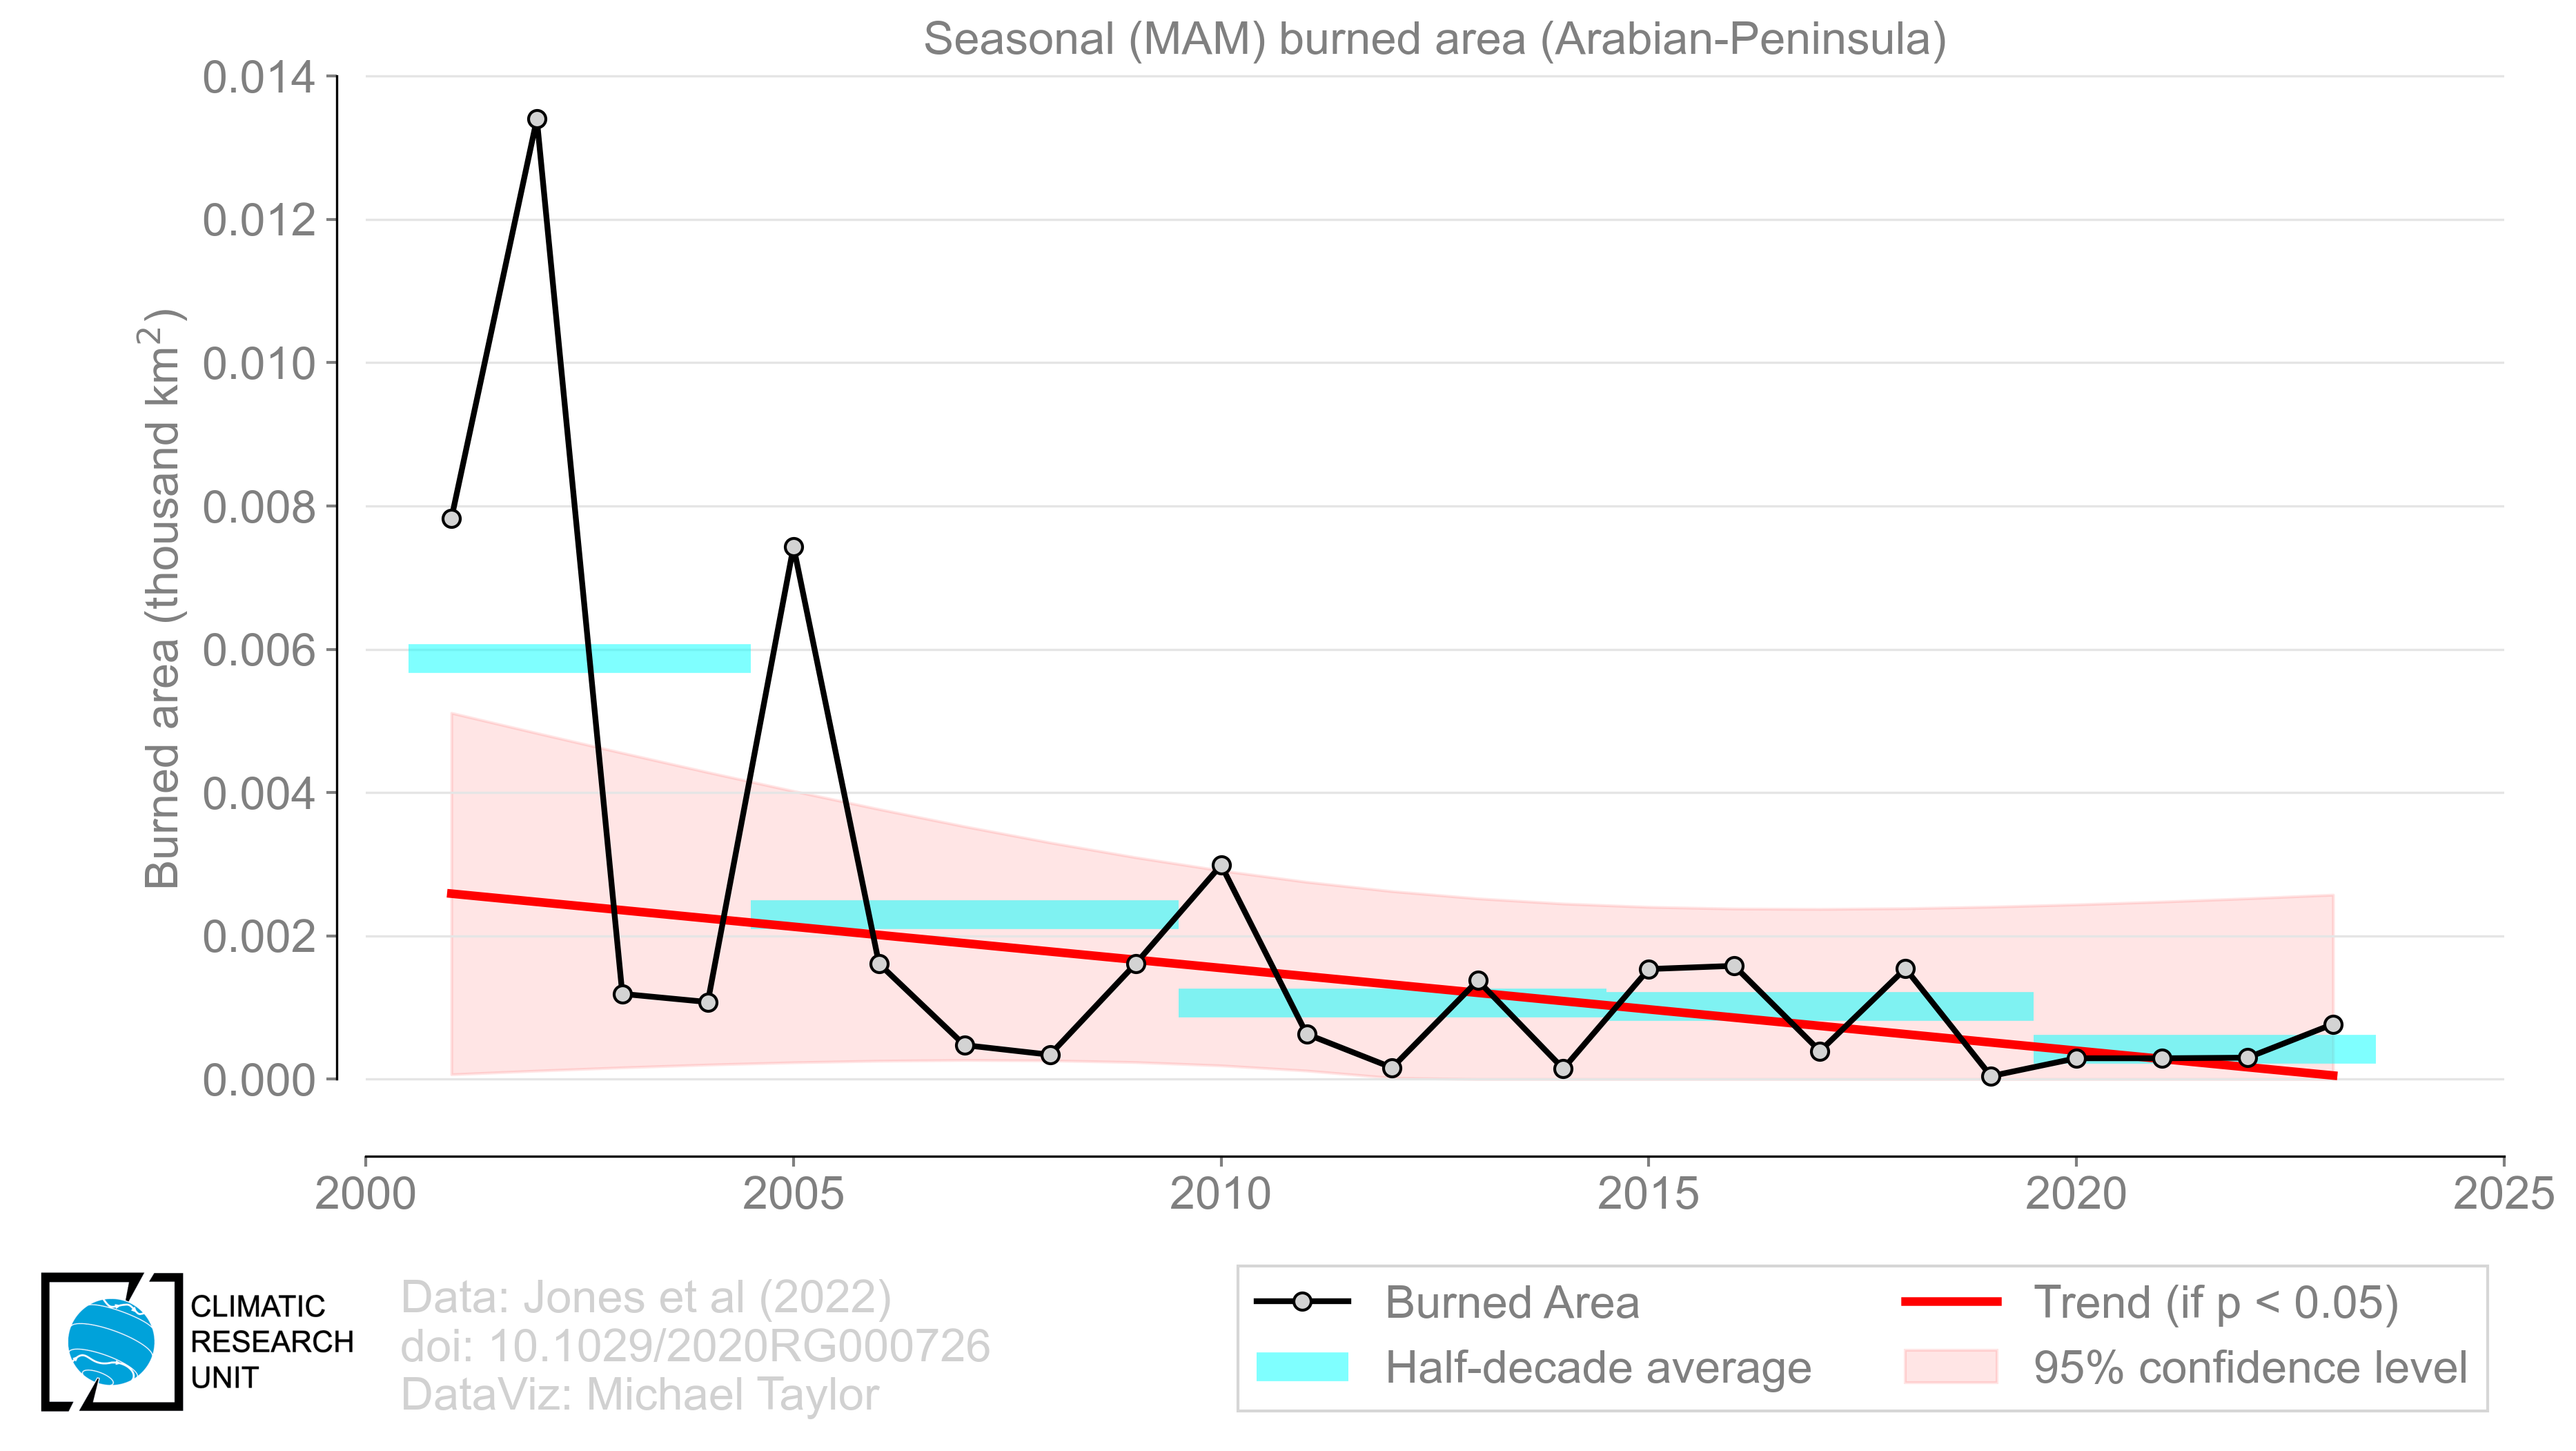 Seasonal (MAM) burned area (Arabian-Peninsula)
Burned area (thousand km²)
0.014
0.012
0.010
0.008
0.006
0.004
0.002
0.000
2000 2005 2010 2015 2020 2025
CLIMATIC
RESEARCH
UNIT
Data: Jones et al (2022)
doi: 10.1029/2020RG000726
DataViz: Michael Taylor
Burned Area
Half-decade average
Trend (if p < 0.05)
95% confidence level